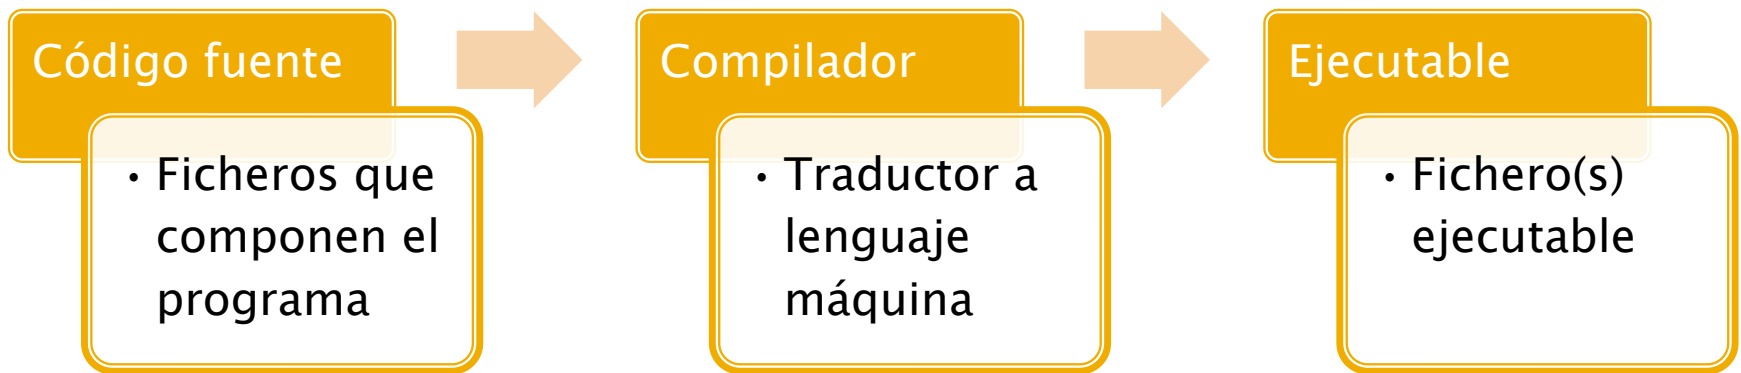 Código fuente
• Ficheros que
componen el
programa
Compilador
• Traductor a
lenguaje
máquina
Ejecutable
• Fichero(s)
ejecutable